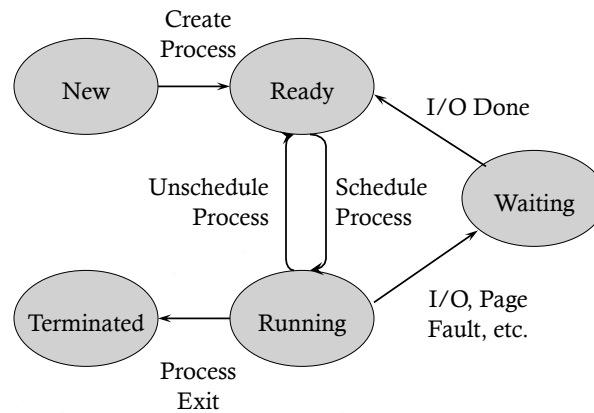 Create
Process
New
Ready
I/O Done
Unschedule
Process
Schedule
Process
Waiting
I/O, Page
Fault, etc.
Terminated
Running
Process
Exit